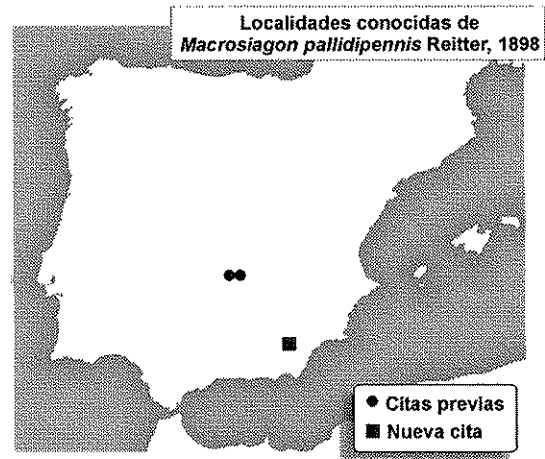 Localidades conocidas de
Macrosiagon pallidipennis Reitter, 1898
Citas previas
Nueva cita